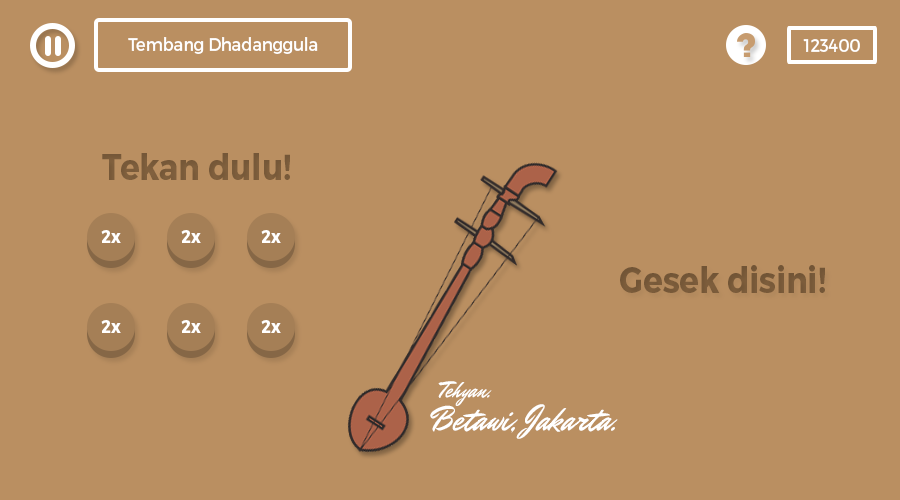 Tembang Dhadanggula
?
123400
Tekan dulu!
2x 2x 2x
2x 2x 2x
Gesek disini!
Tehyan.
Betawi. Jakarta.